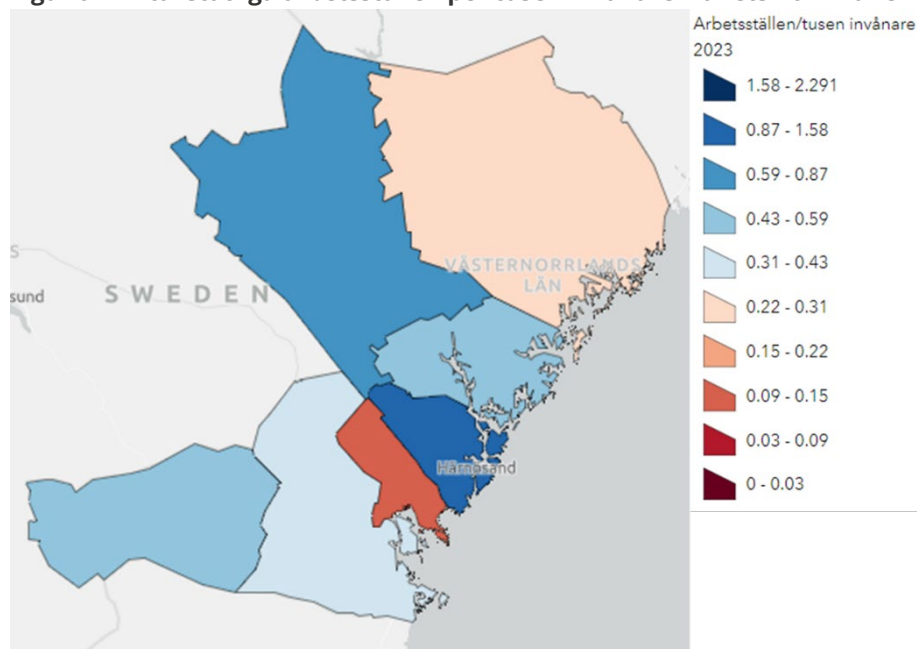 Arbetsställen/tusen invånare
2023
1.58 - 2.291
0.87 - 1.58
0.59 - 0.87
0.43 - 0.59
0.31 - 0.43
0.22 - 0.31
0.15 - 0.22
0.09 - 0.15
0.03 - 0.09
0 - 0.03
VÄSTERNORRLANDS
LÄN
S
sund
SWEDEN
Härnösand